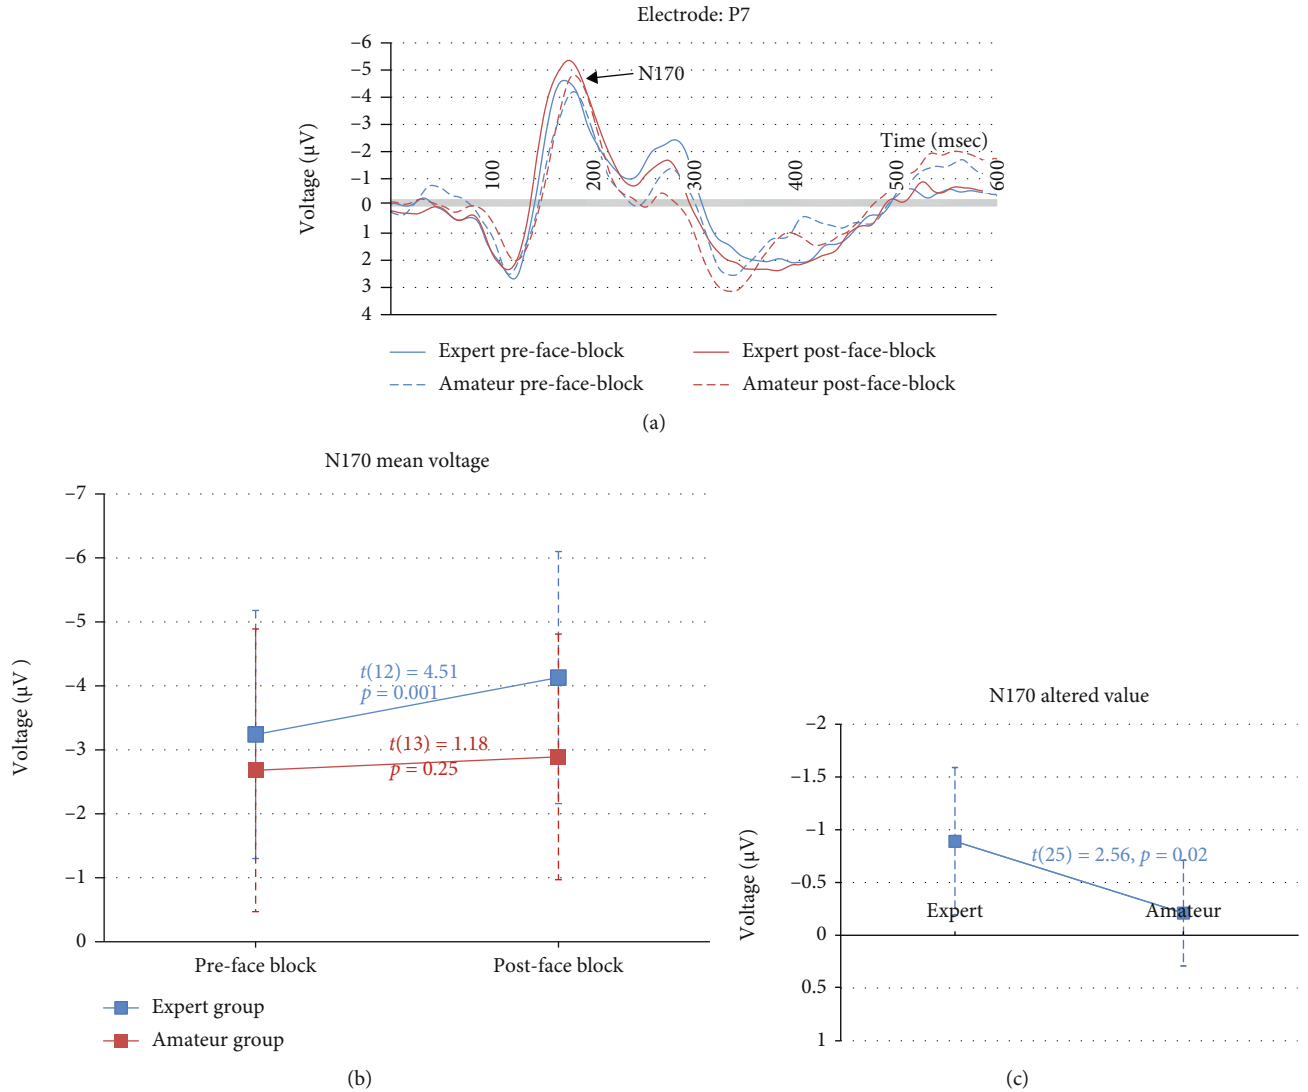 Electrode: P7
−6
−5
−4
−3
−2
−1
0
1
2
3
4
Voltage (μV)
N170
Time (msec)
100
200
300
400
500
600
Expert pre-face-block
Expert post-face-block
Amateur pre-face-block
Amateur post-face-block
(a)
N170 mean voltage
−7
−6
−5
−4
−3
−2
−1
0
Voltage (μV )
t(12) = 4.51
p = 0.001
t(13) = 1.18
p = 0.25
Pre-face block
Post-face block
Expert group
Amateur group
(b)
N170 altered value
−2
−1.5
−1
−0.5
0
0.5
1
Voltage (μV)
t(25) = 2.56, p = 0.02
Expert
Amateur
(c)